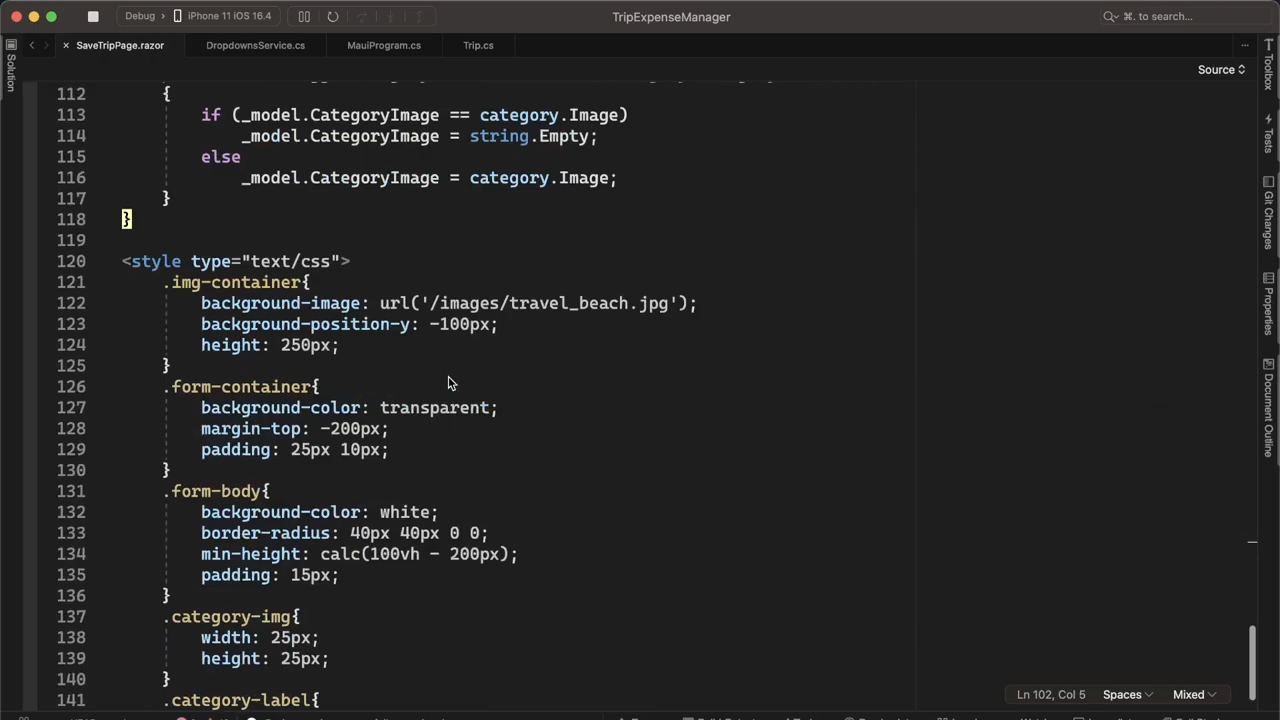 Debug
iPhone 11 iOS 16.4
TripExpenseManager
⌘. to search...
SaveTripPage.razor
DropdownsService.cs
MauiProgram.cs
Trip.cs
Source
Solution
Toolbox
Tests
Git Changes
Properties
Document Outline
112 {
113 if (_model.CategoryImage == category.Image)
114 _model.CategoryImage = string.Empty;
115 else
116 _model.CategoryImage = category.Image;
117 }
118 }
119
120 <style type="text/css">
121 .img-container{
122 background-image: url('/images/travel_beach.jpg');
123 background-position-y: -100px;
124 height: 250px;
125 }
126 .form-container{
127 background-color: transparent;
128 margin-top: -200px;
129 padding: 25px 10px;
130 }
131 .form-body{
132 background-color: white;
133 border-radius: 40px 40px 0 0;
134 min-height: calc(100vh - 200px);
135 padding: 15px;
136 }
137 .category-img{
138 width: 25px;
139 height: 25px;
140 }
141 .category-label{
Ln 102, Col 5
Spaces
Mixed